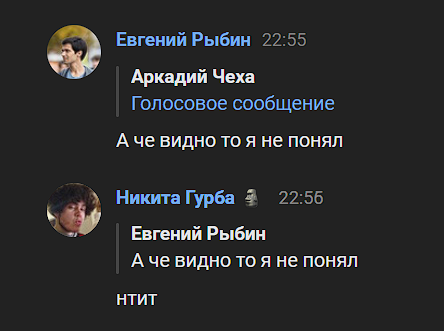 Евгений Рыбин 22:55
Аркадий Чеха
Голосовое сообщение
А че видно то я не понял
Никита Гурба 🗿 22:56
Евгений Рыбин
А че видно то я не понял
нтит